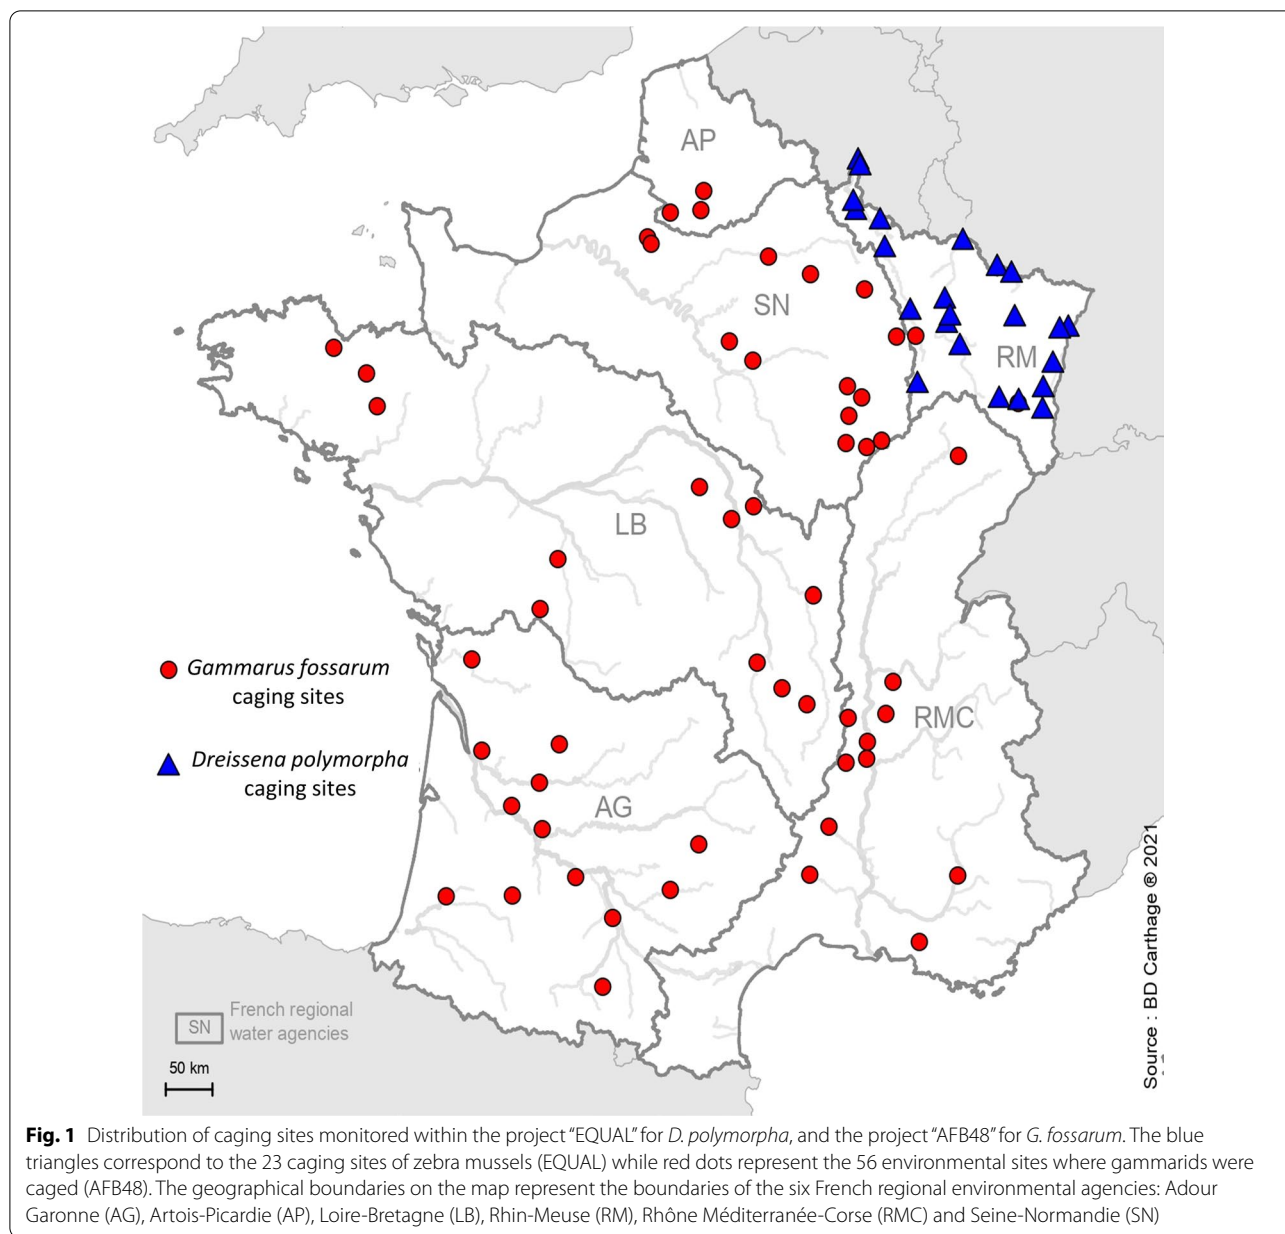 AP
SN
RM
LB
Gammarus fossarum
caging sites
RMC
Dreissena polymorpha
caging sites
AG
SN
French regional
water agencies
50 km
Source : BD Carthage ® 2021
Fig. 1 Distribution of caging sites monitored within the project “EQUAL” for D. polymorpha, and the project “AFB48” for G. fossarum. The blue
triangles correspond to the 23 caging sites of zebra mussels (EQUAL) while red dots represent the 56 environmental sites where gammarids were
caged (AFB48). The geographical boundaries on the map represent the boundaries of the six French regional environmental agencies: Adour
Garonne (AG), Artois-Picardie (AP), Loire-Bretagne (LB), Rhin-Meuse (RM), Rhône Méditerranée-Corse (RMC) and Seine-Normandie (SN)